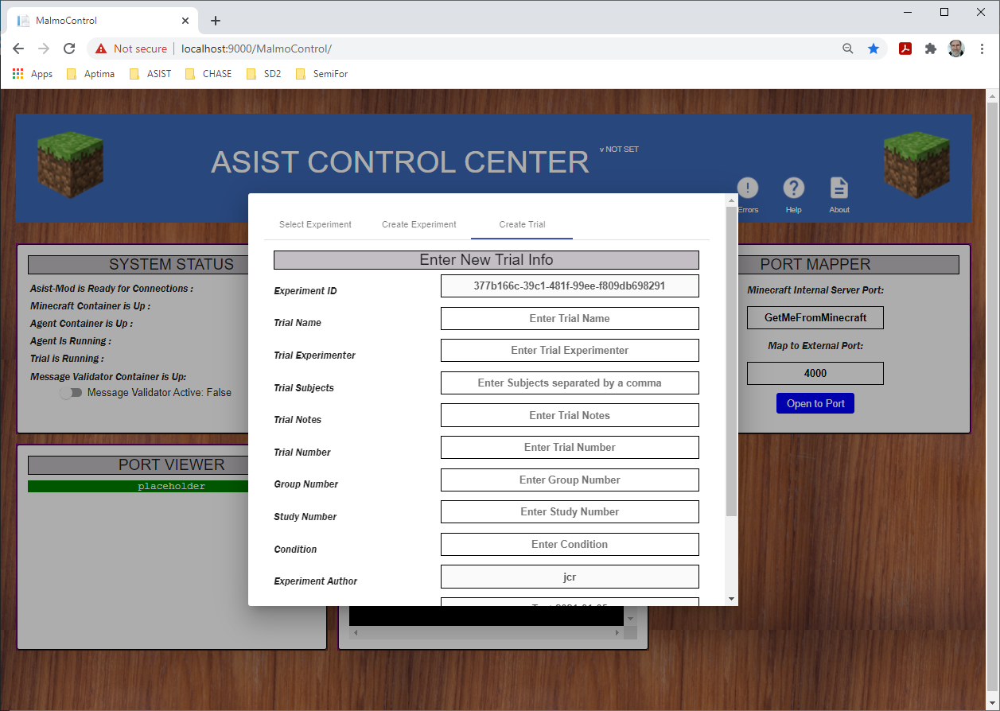 MalmoControl
Not secure
localhost:9000/MalmoControl/
Apps
Aptima
ASIST
CHASE
SD2
SemiFor
ASIST CONTROL CENTER
v NOT SET
Errors
Help
About
SYSTEM STATUS
Asist-Mod is Ready for Connections :
Minecraft Container is Up :
Agent Container is Up :
Agent Is Running :
Trial is Running :
Message Validator Container is Up:
Message Validator Active: False
PORT VIEWER
placeholder
Select Experiment
Create Experiment
Create Trial
Enter New Trial Info
Experiment ID
377b166c-39c1-481f-99ee-f809db698291
Trial Name
Enter Trial Name
Trial Experimenter
Enter Trial Experimenter
Trial Subjects
Enter Subjects separated by a comma
Trial Notes
Enter Trial Notes
Trial Number
Enter Trial Number
Group Number
Enter Group Number
Study Number
Enter Study Number
Condition
Enter Condition
Experiment Author
jcr
PORT MAPPER
Minecraft Internal Server Port:
GetMeFromMinecraft
Map to External Port:
4000
Open to Port